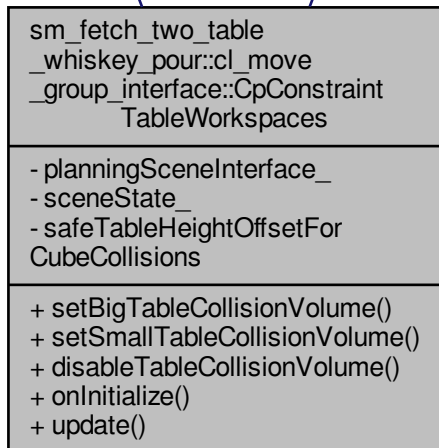 sm_fetch_two_table
_whiskey_pour::cl_move
_group_interface::CpConstraint
TableWorkspaces
- planningSceneInterface_
- sceneState_
- safeTableHeightOffsetFor
CubeCollisions
+ setBigTableCollisionVolume()
+ setSmallTableCollisionVolume()
+ disableTableCollisionVolume()
+ onInitialize()
+ update()